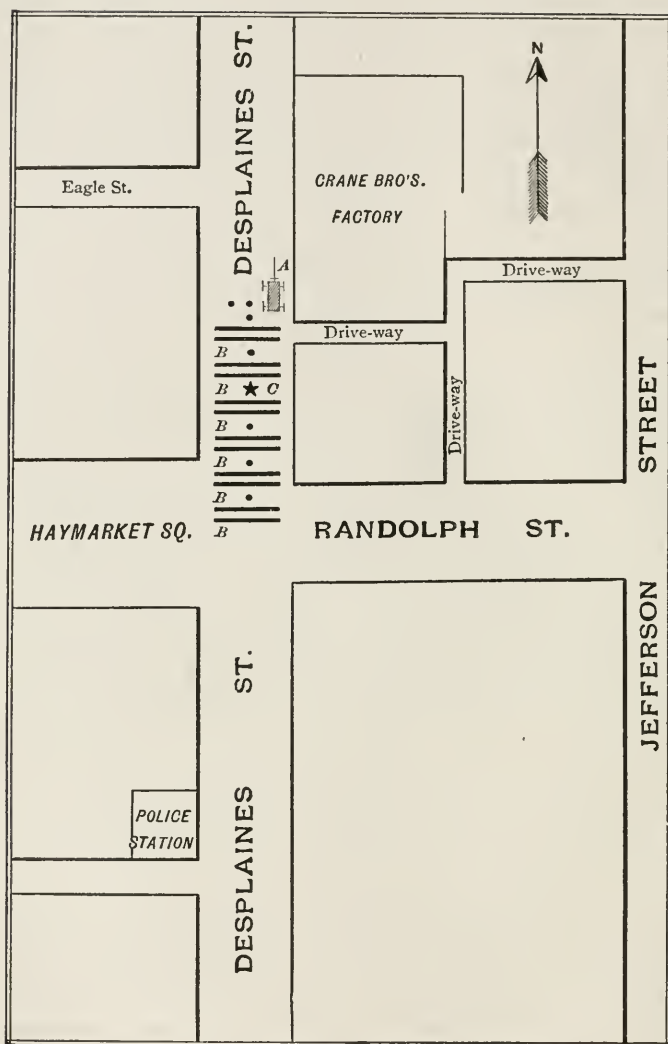 DESPLAINES ST.
N
CRANE BRO'S.
FACTORY
Eagle St.
A
Drive-way
Drive-way
B
B C
Drive-way
B
B
B
B
STREET
HAYMARKET SQ.
RANDOLPH ST.
JEFFERSON
DESPLAINES ST.
POLICE
STATION